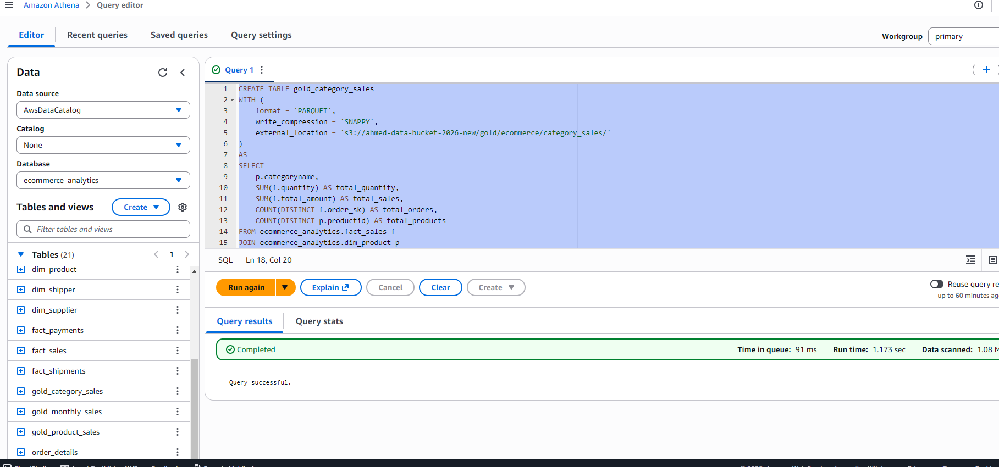 Amazon Athena > Query editor
Editor
Recent queries
Saved queries
Query settings
Workgroup
primary
Data
Data source
AwsDataCatalog
Catalog
None
Database
ecommerce_analytics
Tables and views
Create
Filter tables and views
Tables (21)
1
dim_product
dim_shipper
dim_supplier
fact_payments
fact_sales
fact_shipments
gold_category_sales
gold_monthly_sales
gold_product_sales
order_details
Query 1
1 CREATE TABLE gold_category_sales
2 WITH (
3 format = 'PARQUET',
4 write_compression = 'SNAPPY',
5 external_location = 's3://ahmed-data-bucket-2026-new/gold/ecommerce/category_sales/'
6 )
7 AS
8 SELECT
9 p.categoryname,
10 SUM(f.quantity) AS total_quantity,
11 SUM(f.total_amount) AS total_sales,
12 COUNT(DISTINCT f.order_sk) AS total_orders,
13 COUNT(DISTINCT p.productid) AS total_products
14 FROM ecommerce_analytics.fact_sales f
15 JOIN ecommerce_analytics.dim_product p
SQL Ln 18, Col 20
Run again
Explain
Cancel
Clear
Create
Reuse query re
up to 60 minutes ag
Query results
Query stats
Completed
Time in queue: 91 ms
Run time: 1.173 sec
Data scanned: 1.08 M
Query successful.